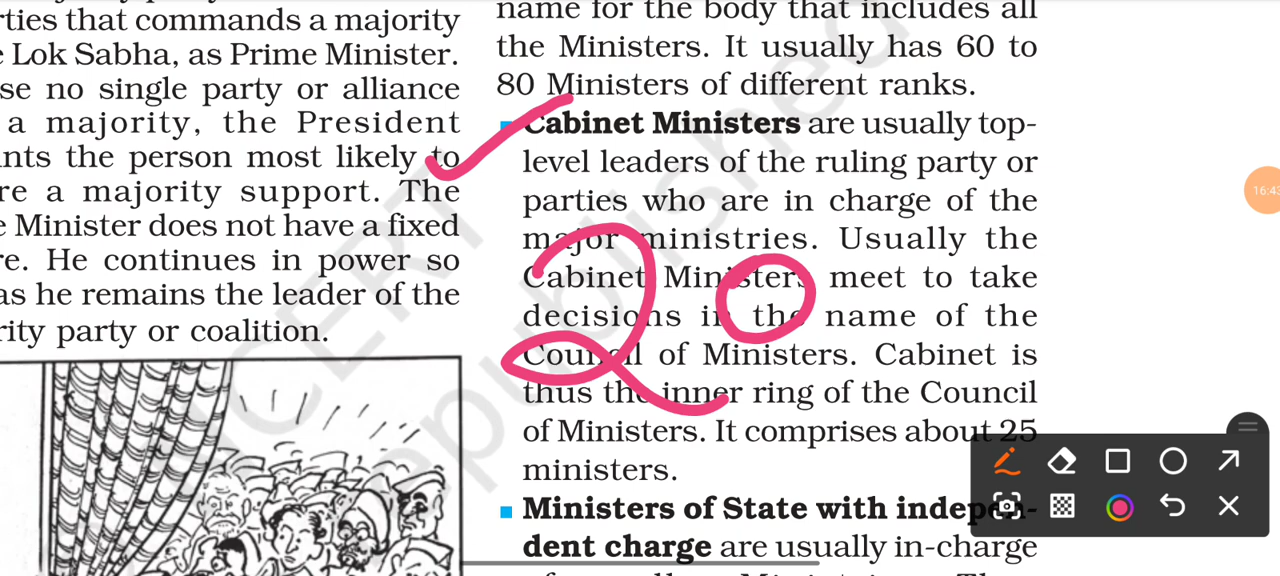 rties that commands a majority
Lok Sabha, as Prime Minister.
se no single party or alliance
a majority, the President
nts the person most likely to
re a majority support. The
Minister does not have a fixed
re. He continues in power so
as he remains the leader of the
rity party or coalition.
name for the body that includes all
the Ministers. It usually has 60 to
80 Ministers of different ranks.
Cabinet Ministers are usually top-
level leaders of the ruling party or
parties who are in charge of the
major ministries. Usually the
Cabinet Ministers meet to take
decisions in the name of the
Council of Ministers. Cabinet is
thus the inner ring of the Council
of Ministers. It comprises about 25
ministers.
Ministers of State with indepen-
dent charge are usually in-charge
20
16:43
NCERT
republished